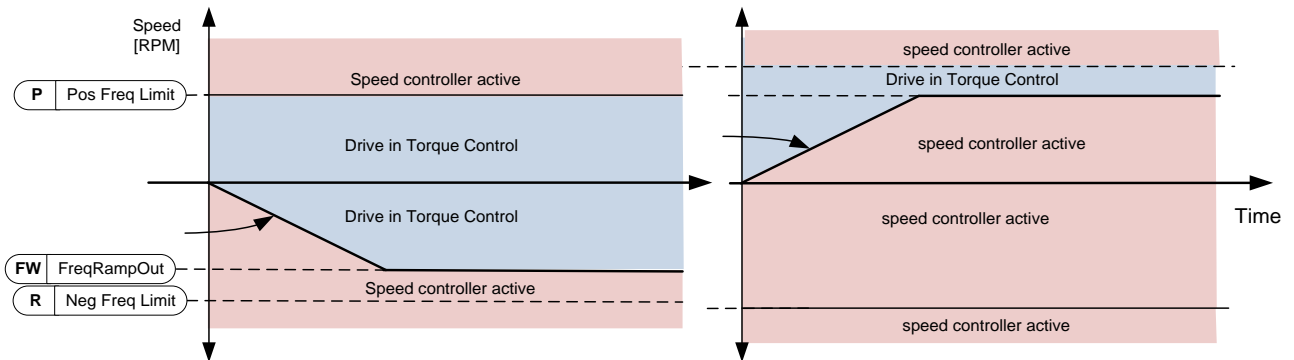 Speed
[RPM]
Speed controller active
P Pos Freq Limit
Drive in Torque Control
Drive in Torque Control
FW FreqRampOut
Speed controller active
R Neg Freq Limit
speed controller active
Drive in Torque Control
speed controller active
speed controller active
Time
speed controller active